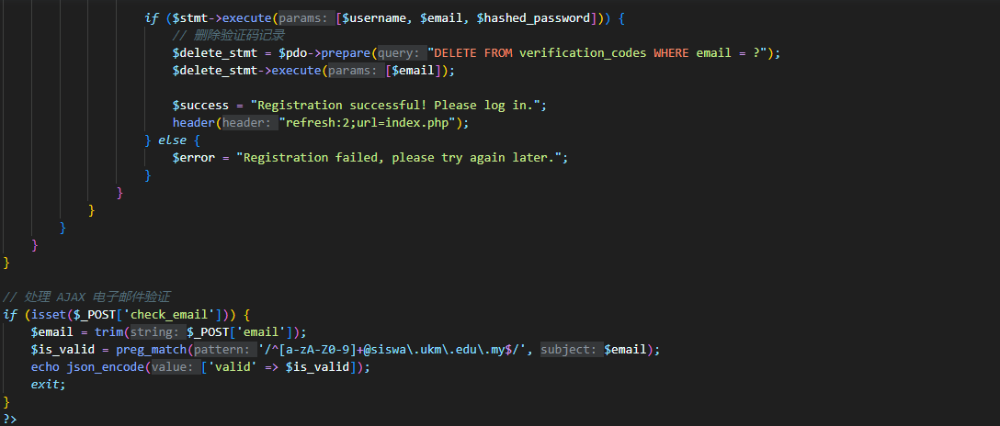 if ($stmt->execute(params: [$username, $email, $hashed_password])) {
// 删除验证码记录
$delete_stmt = $pdo->prepare(query: "DELETE FROM verification_codes WHERE email = ?");
$delete_stmt->execute(params: [$email]);
$success = "Registration successful! Please log in.";
header(header: "refresh:2;url=index.php");
} else {
$error = "Registration failed, please try again later.";
}
}
}
}
}
}
// 处理 AJAX 电子邮件验证
if (isset($_POST['check_email'])) {
$email = trim(string: $_POST['email']);
$is_valid = preg_match(pattern: '/^[a-zA-Z0-9]+@siswa\.ukm\.edu\.my$/', subject: $email);
echo json_encode(value: ['valid' => $is_valid]);
exit;
}
?>